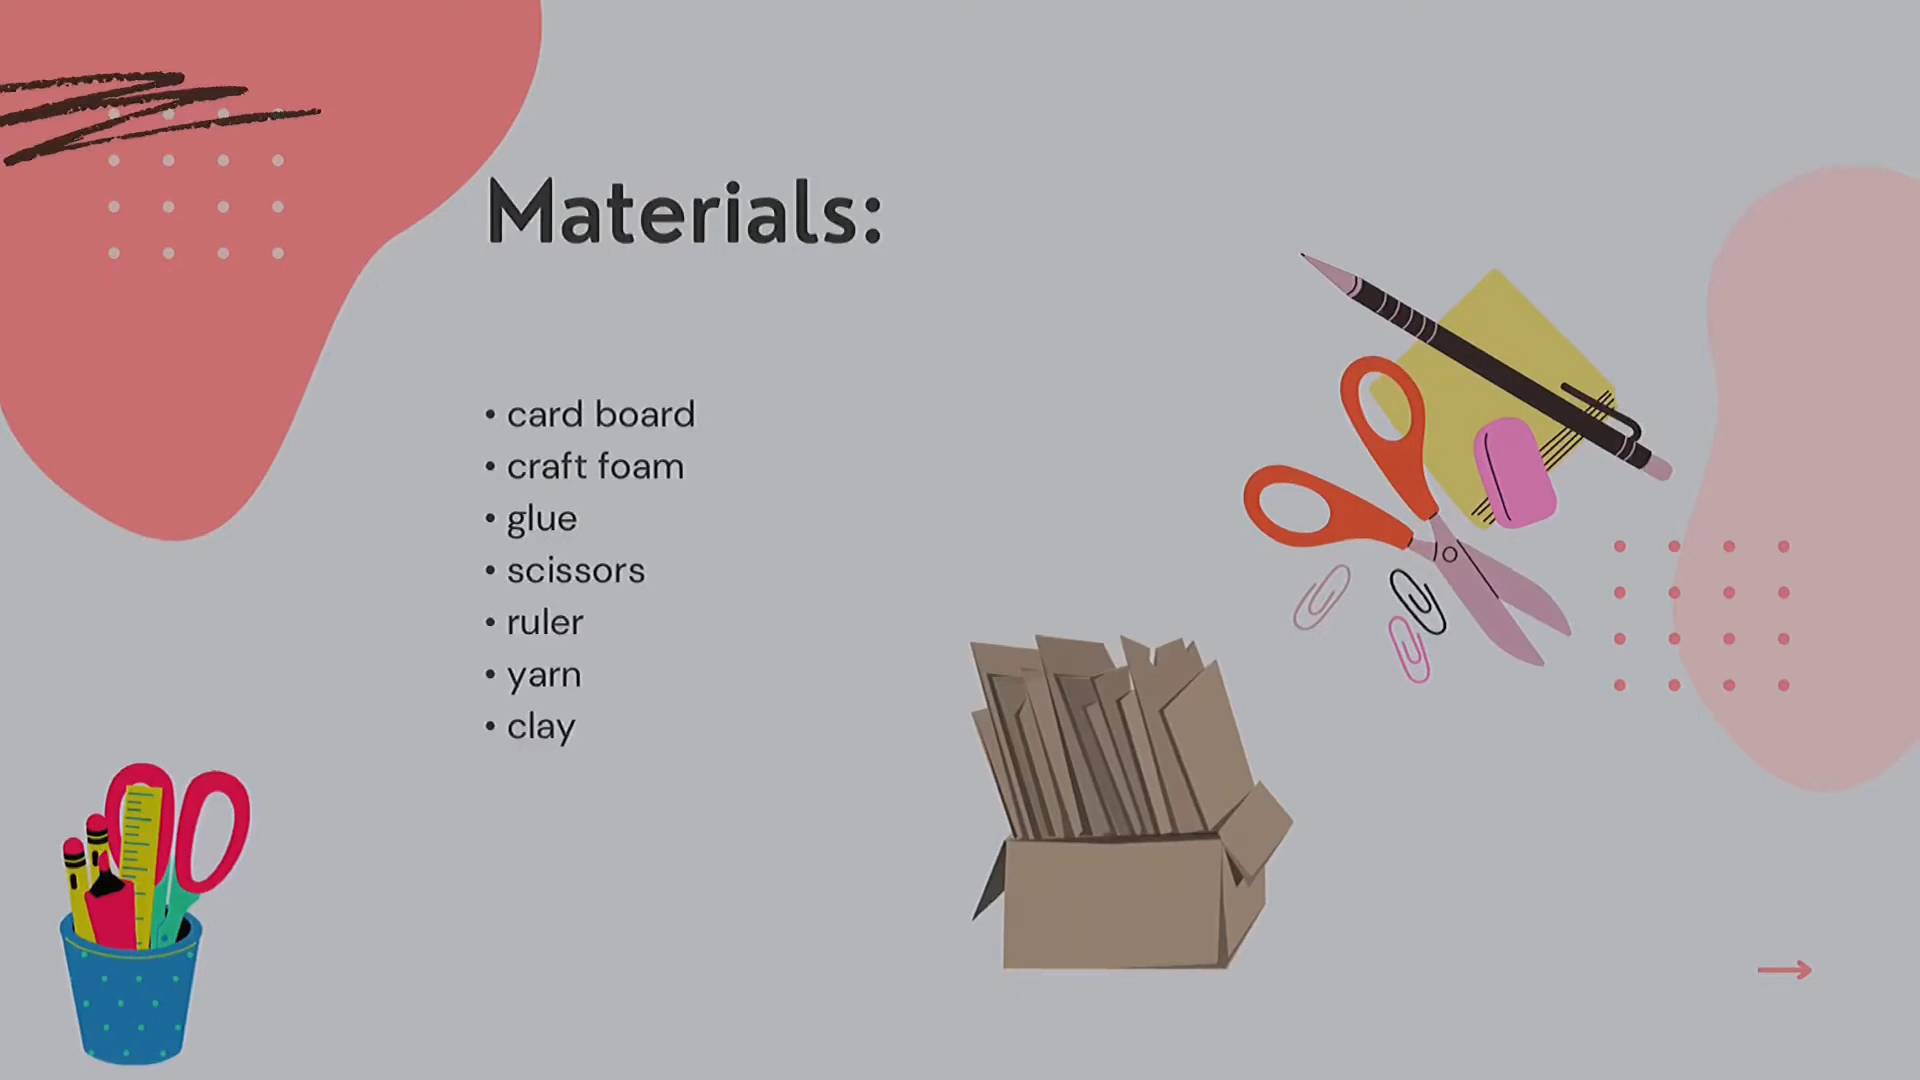 Materials:
• card board
• craft foam
• glue
• scissors
• ruler
• yarn
• clay